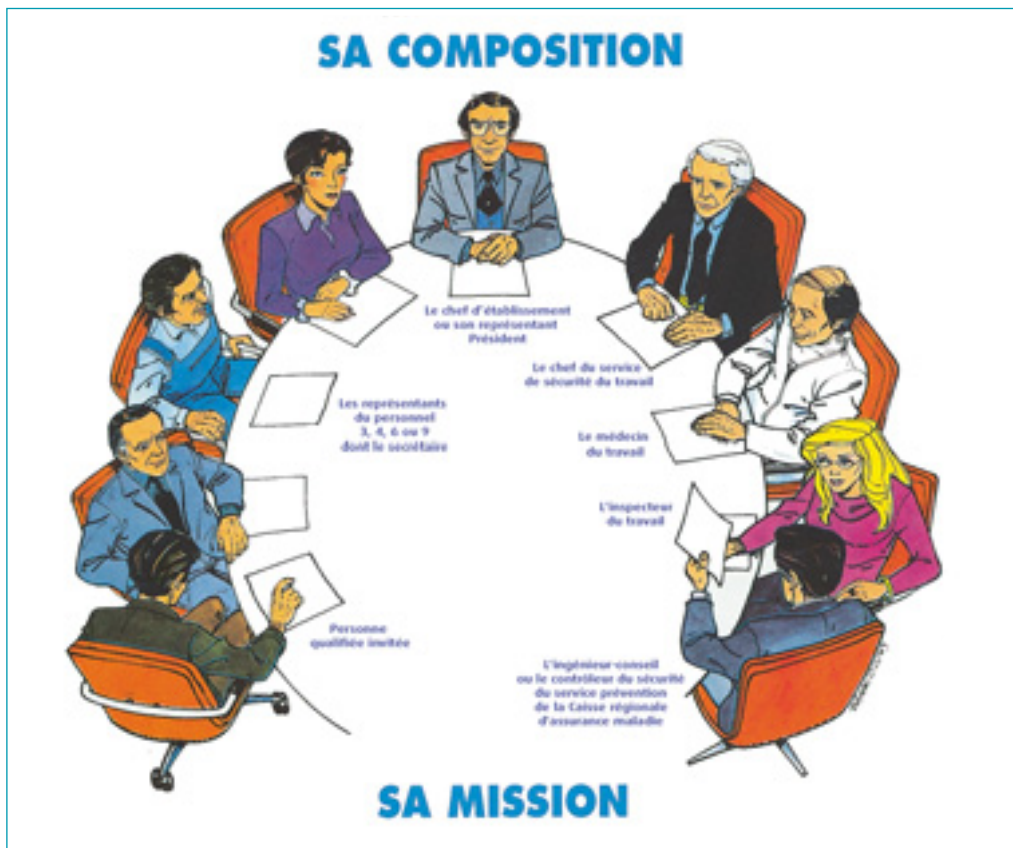 SA COMPOSITION
Le chef d'établissement
ou son représentant
Président
Le chef du service
de sécurité du travail
Les représentants
du personnel
3, 4, 6 ou 9
dont le secrétaire
Le médecin
du travail
L'inspecteur
du travail
Personne
qualifiée invitée
L'ingénieur-conseil
ou le contrôleur du sécurité
du service prévention
de la Caisse régionale
d'assurance maladie
SA MISSION